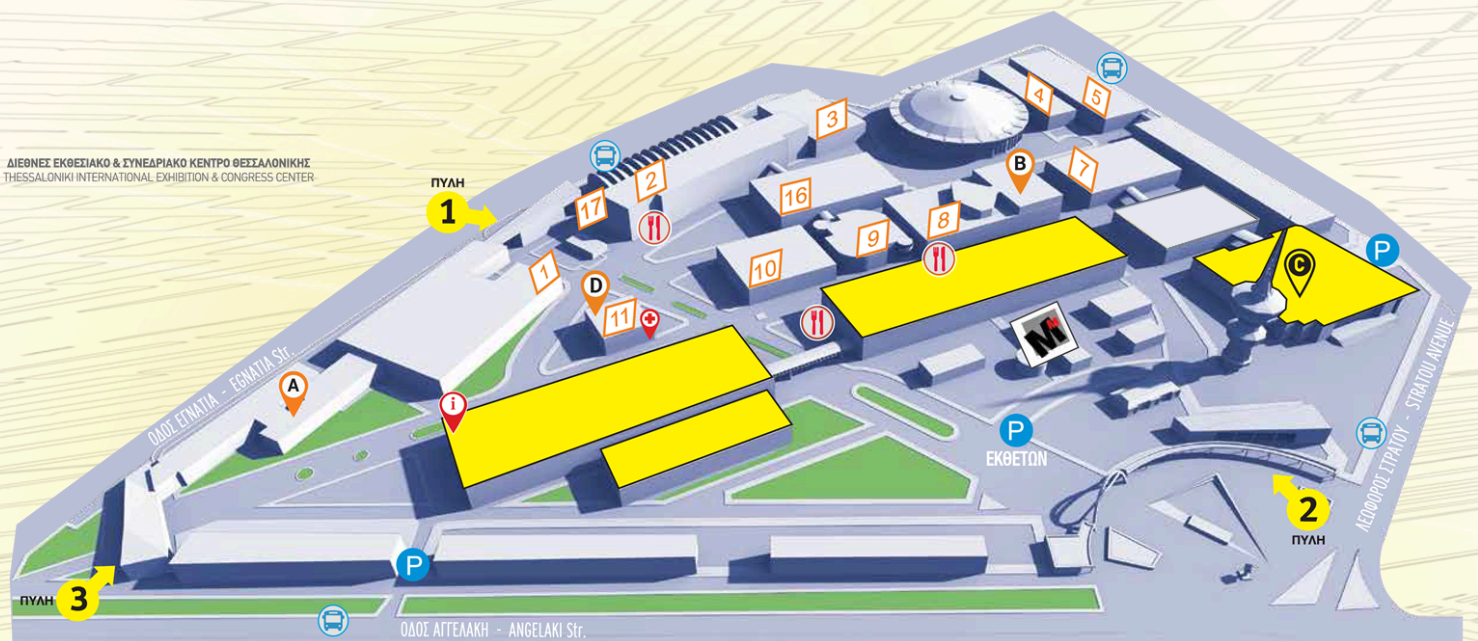 ΔΙΕΘΝΕΣ ΕΚΘΕΣΙΑΚΟ & ΣΥΝΕΔΡΙΑΚΟ ΚΕΝΤΡΟ ΘΕΣΣΑΛΟΝΙΚΗΣ
THESSALONIKI INTERNATIONAL EXHIBITION & CONGRESS CENTER
ΠΥΛΗ
1
17
2
3
4
5
16
B
7
8
9
10
1
D
11
C
P
M
A
i
ΟΔΟΣ ΕΓΝΑΤΙΑ - EGNATIA Str.
P
ΕΚΘΕΤΩΝ
ΛΕΩΦΟΡΟΣ ΣΤΡΑΤΟΥ - STRATOU AVENUE
2
ΠΥΛΗ
P
ΠΥΛΗ 3
ΟΔΟΣ ΑΓΓΕΛΑΚΗ - ANGELAKI Str.